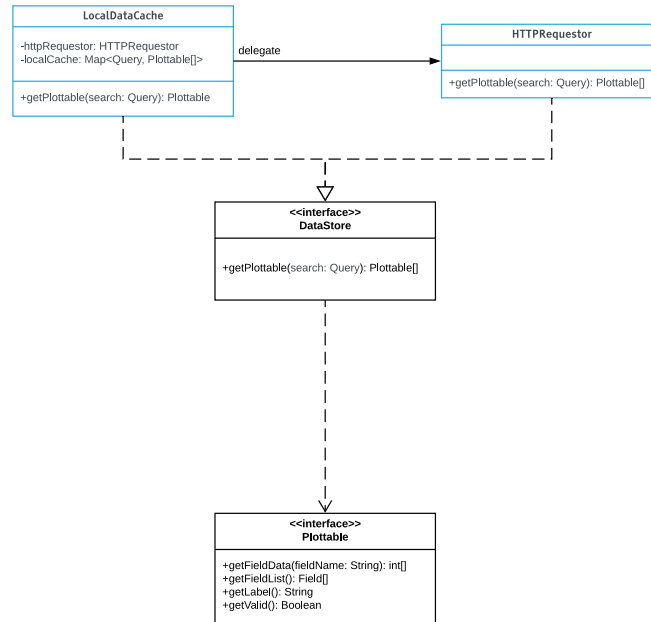 LocalDataCache
-httpRequestor: HTTPRequestor
-localCache: Map<Query, Plottable[]>
+getPlottable(search: Query): Plottable
delegate
HTTPRequestor
+getPlottable(search: Query): Plottable[]
<<interface>>
DataStore
+getPlottable(search: Query): Plottable[]
<<interface>>
Plottable
+getFieldData(fieldName: String): int[]
+getFieldList(): Field[]
+getLabel(): String
+getValid(): Boolean